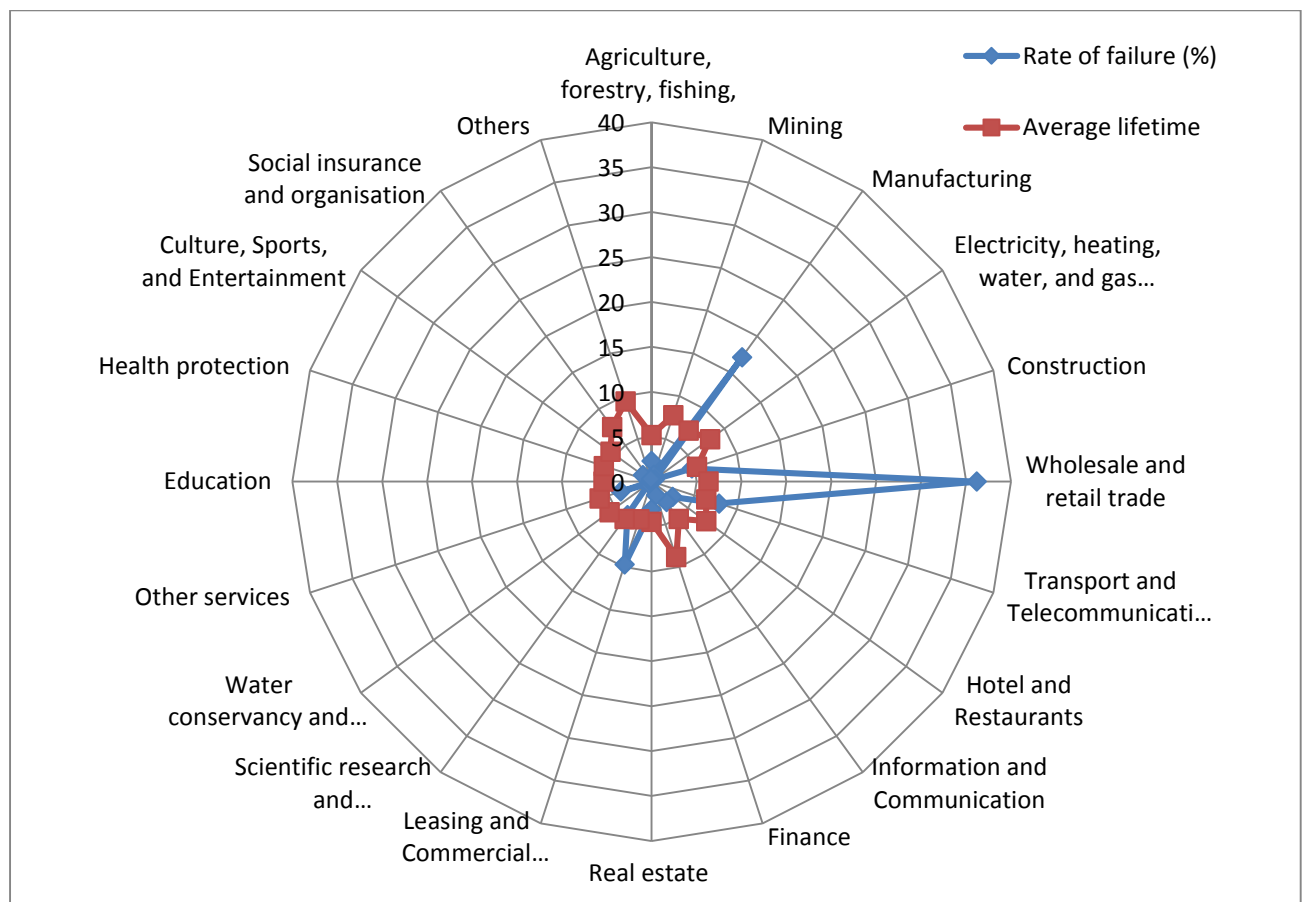 Agriculture,
forestry, fishing,
Rate of failure (%)
Average lifetime
Mining
Manufacturing
Electricity, heating,
water, and gas…
Construction
Wholesale and
retail trade
Transport and
Telecommunicati…
Hotel and
Restaurants
Information and
Communication
Finance
Real estate
Leasing and
Commercial…
Scientific research
and…
Water
conservancy and…
Other services
Education
Health protection
Culture, Sports,
and Entertainment
Social insurance
and organisation
Others
40
35
30
25
20
15
10
5
0